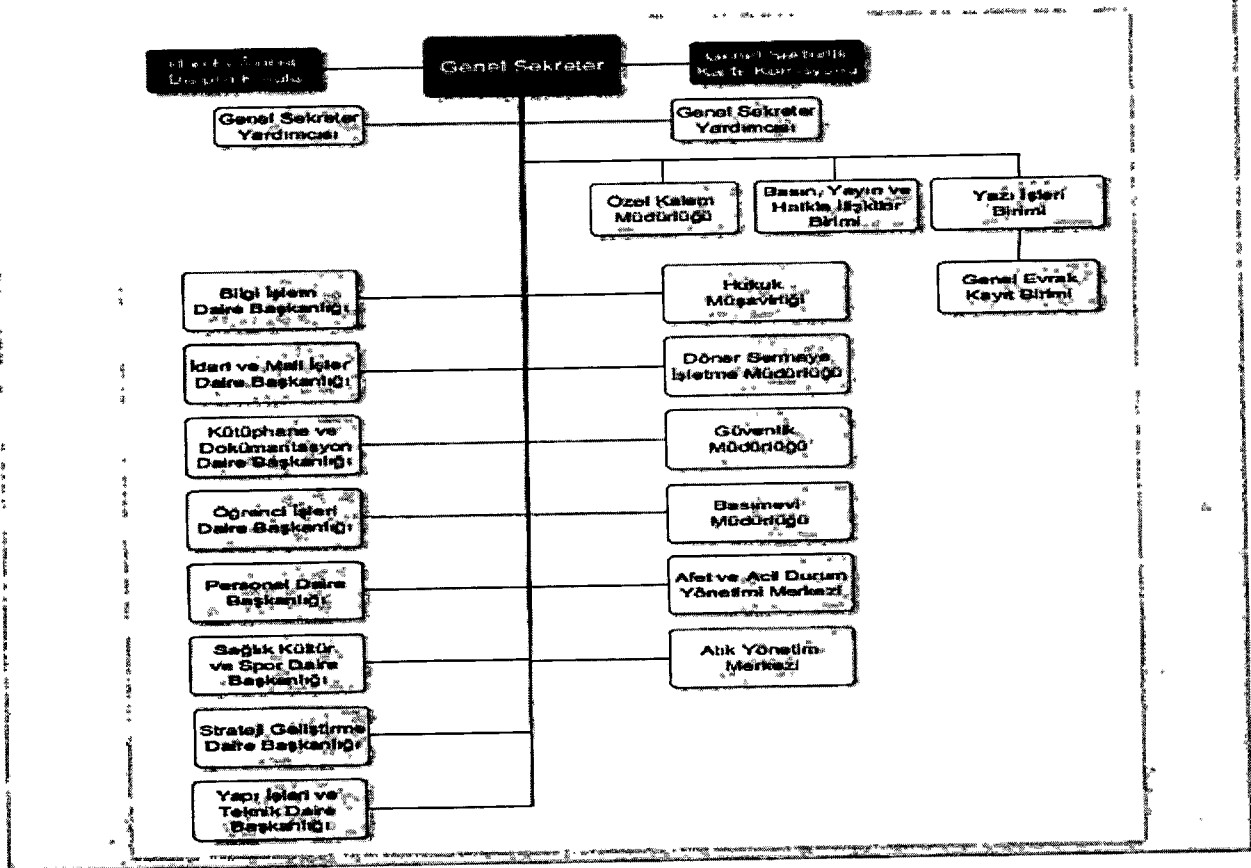 Genel Sekreter
Genel Sekreter
Yardımcısı
Genel Sekreter
Yardımcısı
Özel Kalem
Müdürlüğü
Basın, Yayın ve
Halkla İlişkiler
Birimi
Yazı İşleri
Birimi
Genel Evrak
Kayıt Birimi
Bilgi İşlem
Daire Başkanlığı
Hukuk
Müşavirliği
İdari ve Mali İşler
Daire Başkanlığı
Döner Sermaye
İşletme Müdürlüğü
Kütüphane ve
Dokümantasyon
Daire Başkanlığı
Güvenlik
Müdürlüğü
Öğrenci İşleri
Daire Başkanlığı
Basımevi
Müdürlüğü
Personel Daire
Başkanlığı
Afet ve Acil Durum
Yönetimi Merkezi
Sağlık Kültür
ve Spor Daire
Başkanlığı
Atık Yönetim
Merkezi
Strateji Geliştirme
Daire Başkanlığı
Yapı İşleri ve
Teknik Daire
Başkanlığı